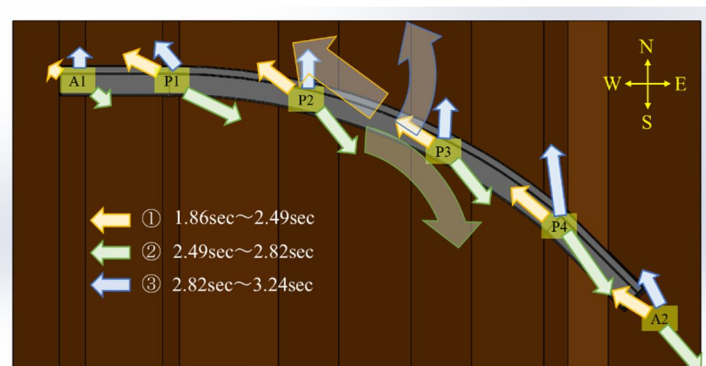 N
W E
S
A1
P1
P2
P3
P4
A2
① 1.86sec～2.49sec
② 2.49sec～2.82sec
③ 2.82sec～3.24sec